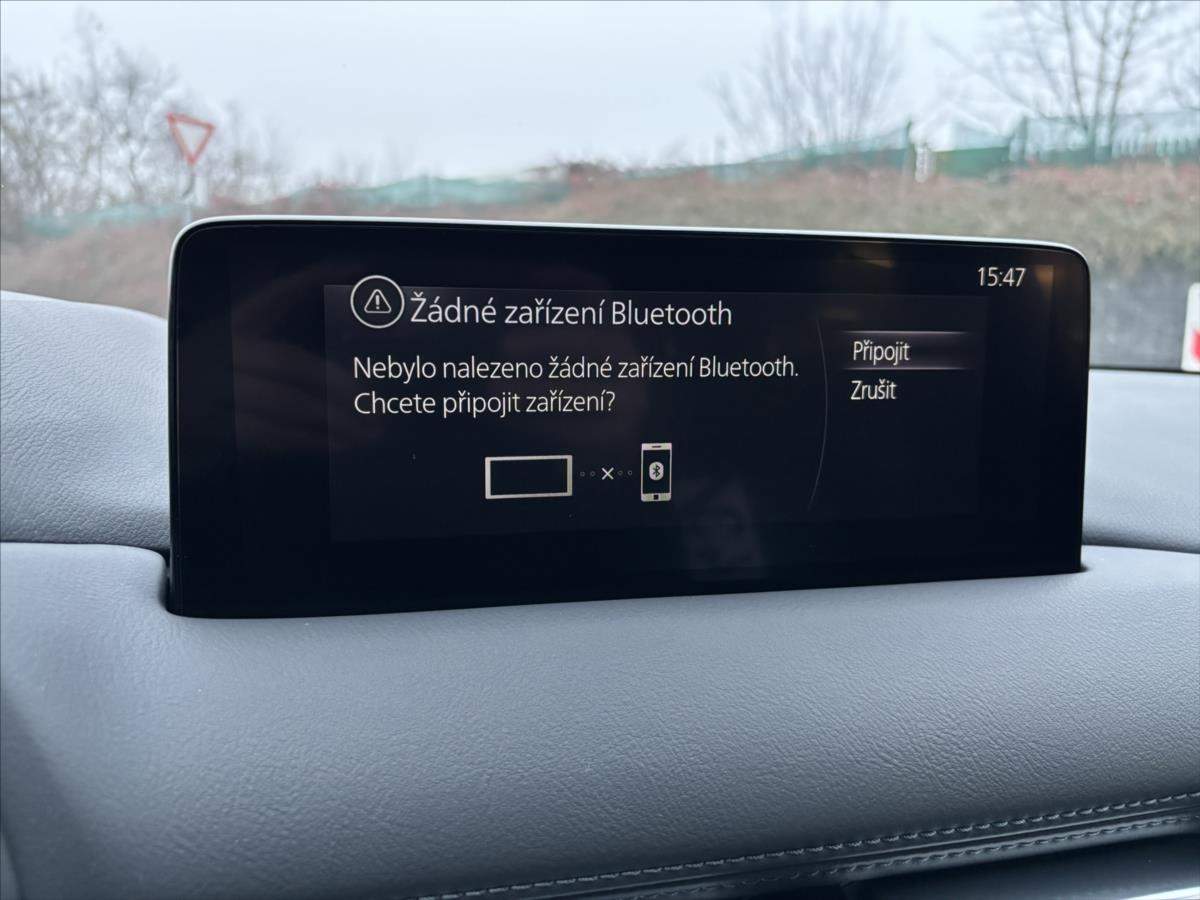 15:47
Žádné zařízení Bluetooth
Nebylo nalezeno žádné zařízení Bluetooth.
Chcete připojit zařízení?
Připojit
Zrušit